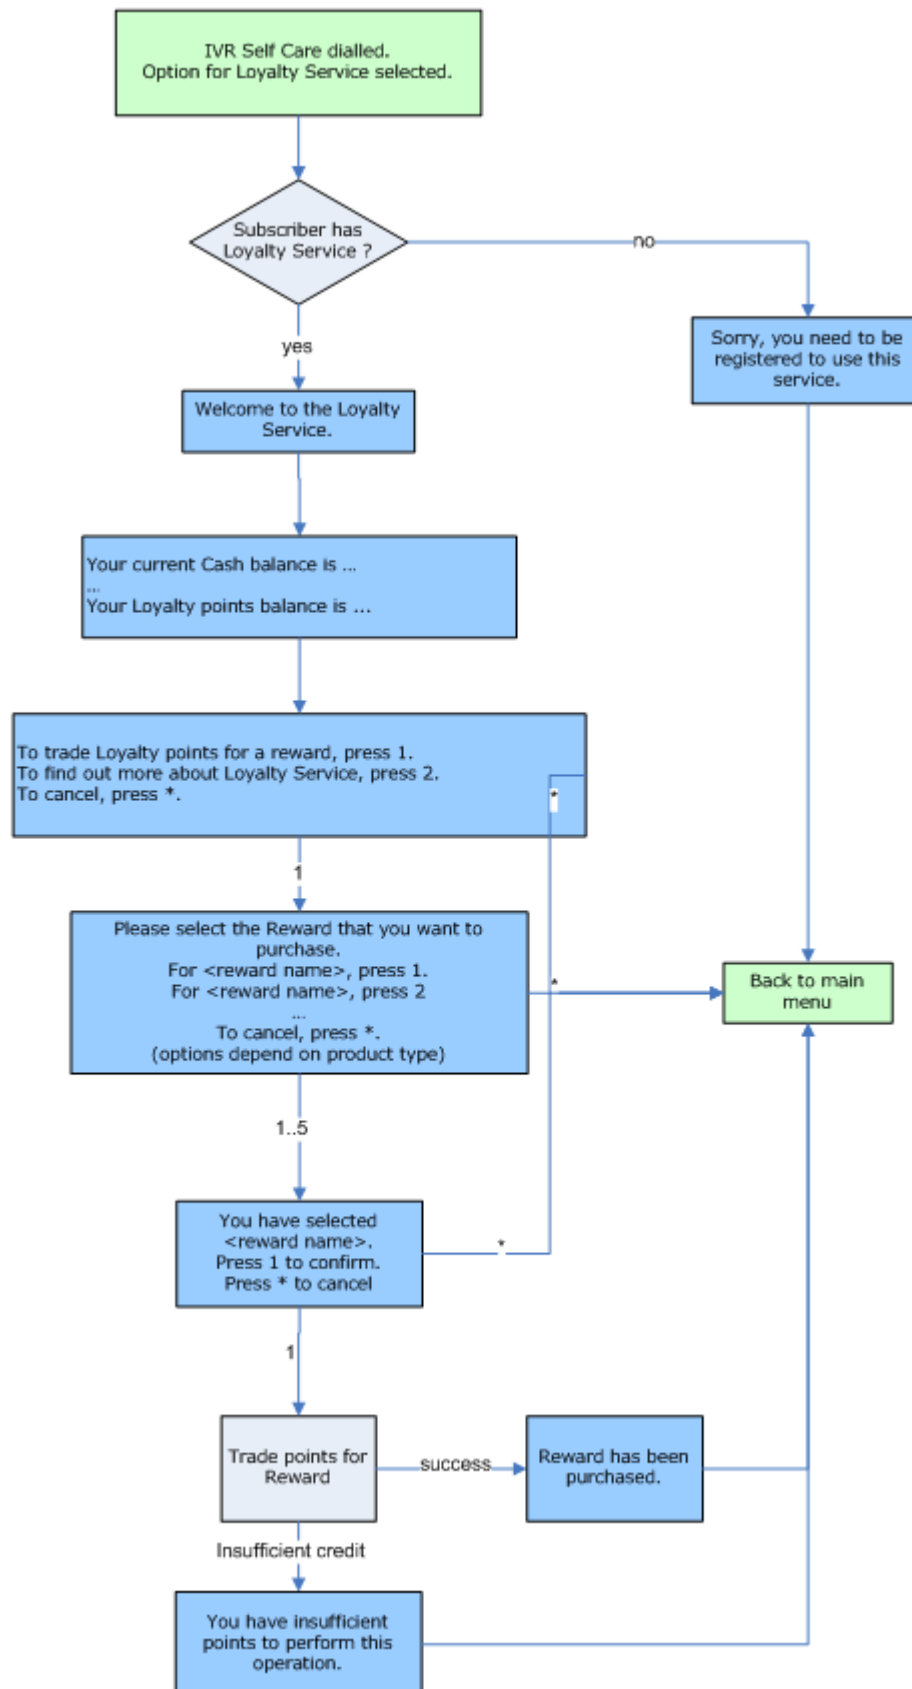 IVR Self Care dialled.
Option for Loyalty Service selected.
Subscriber has
Loyalty Service ?
no
yes
Sorry, you need to be
registered to use this
service.
Welcome to the Loyalty
Service.
Your current Cash balance is ...
...
Your Loyalty points balance is ...
To trade Loyalty points for a reward, press 1.
To find out more about Loyalty Service, press 2.
To cancel, press *.
*
1
Please select the Reward that you want to
purchase.
For <reward name>, press 1.
For <reward name>, press 2
...
To cancel, press *.
(options depend on product type)
*
Back to main
menu
1..5
You have selected
<reward name>.
Press 1 to confirm.
Press * to cancel
*
1
Trade points for
Reward
success
Reward has been
purchased.
Insufficient credit
You have insufficient
points to perform this
operation.